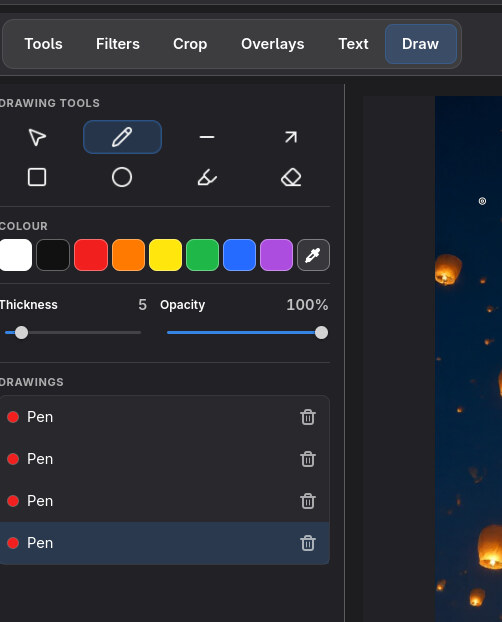 Tools Filters Crop Overlays Text Draw
DRAWING TOOLS
COLOUR
Thickness 5 Opacity 100%
DRAWINGS
Pen
Pen
Pen
Pen